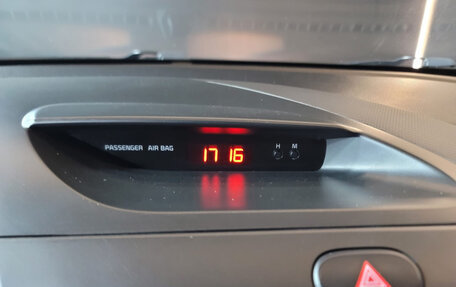 PASSENGER AIR BAG 17 16 H M